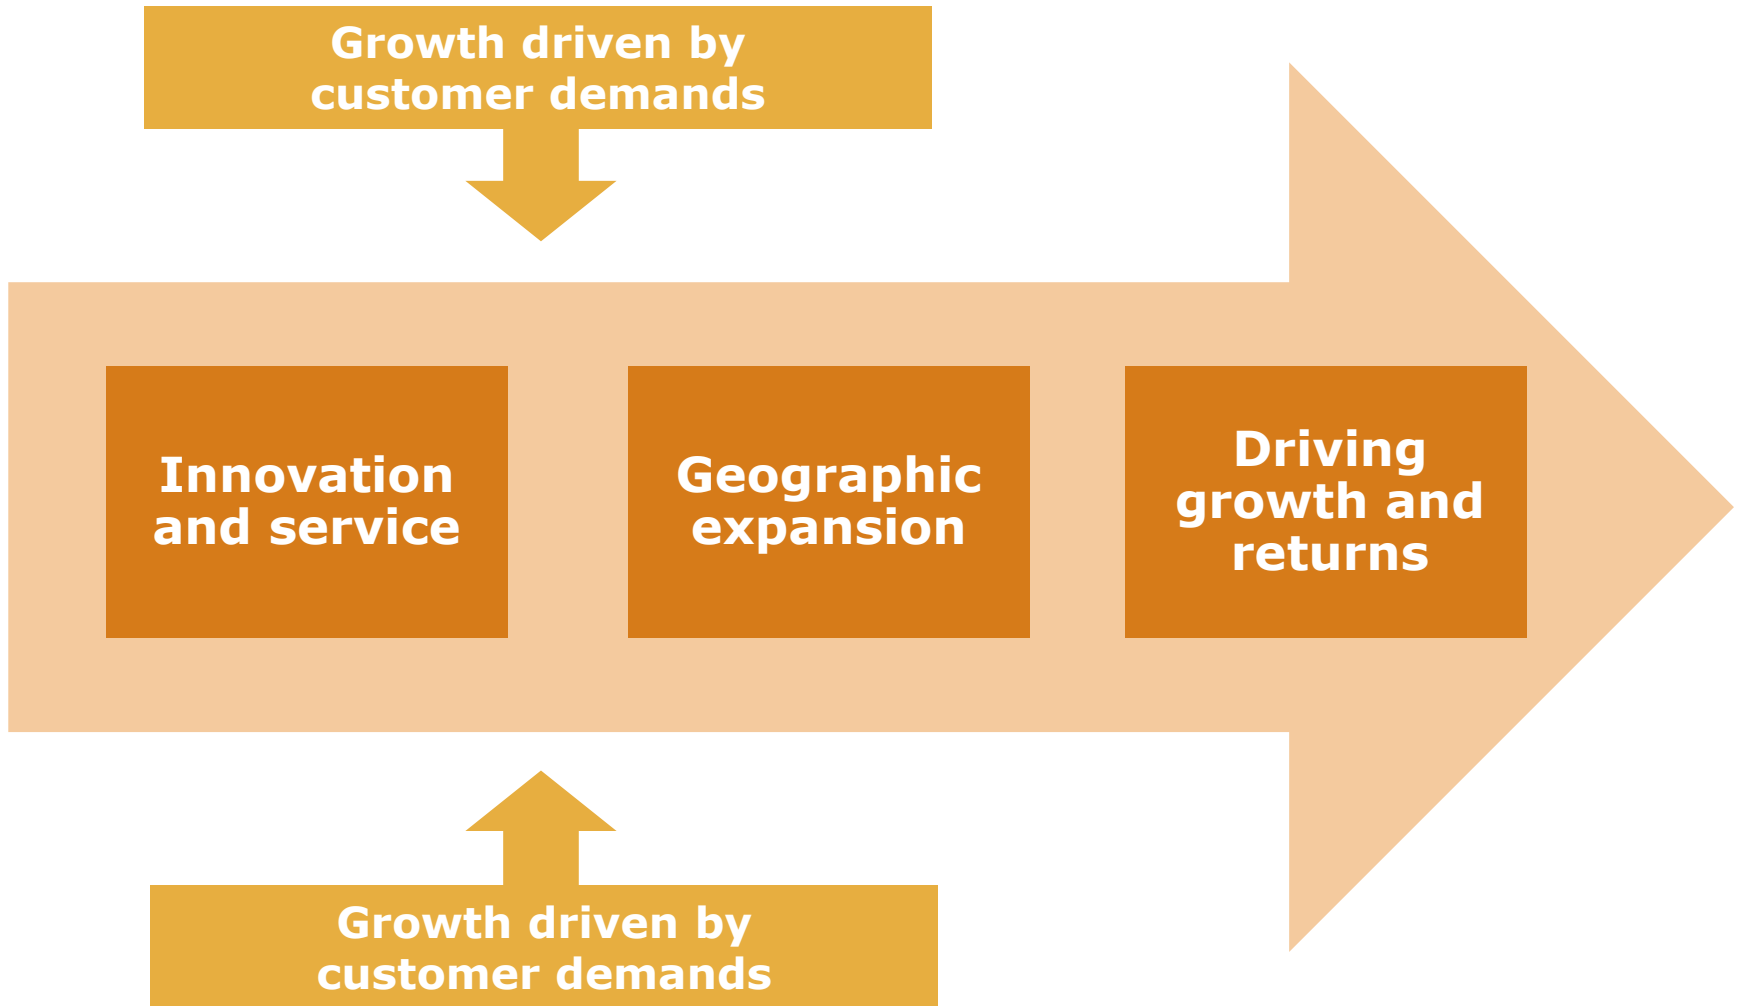 Growth driven by
customer demands
Innovation
and service
Geographic
expansion
Driving
growth and
returns
Growth driven by
customer demands